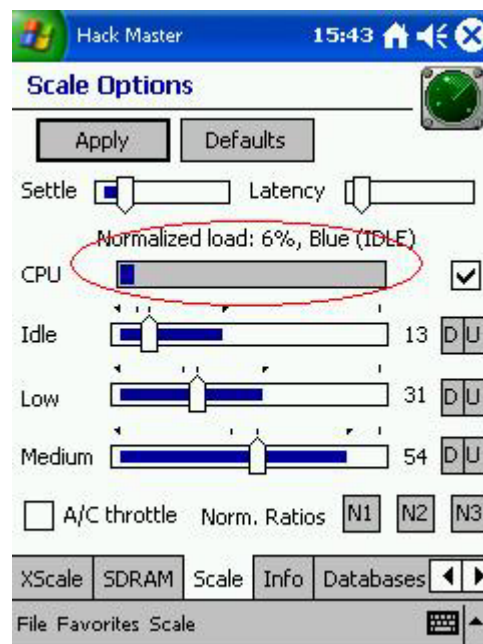 Hack Master 15:43
Scale Options
Apply Defaults
Settle Latency
Normalized load: 6%, Blue (IDLE)
CPU
Idle 13 D U
Low 31 D U
Medium 54 D U
A/C throttle Norm. Ratios N1 N2 N3
XScale SDRAM Scale Info Databases
File Favorites Scale